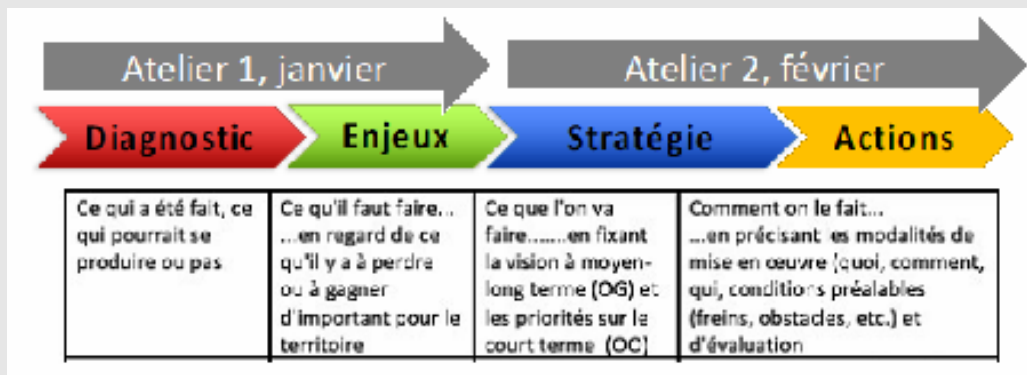 Atelier 1, janvier
Atelier 2, février
Diagnostic
Enjeux
Stratégie
Actions
Ce qui a été fait, ce
qui pourrait se
produire ou pas
Ce qu'il faut faire...
...en regard de ce
qu'il y a à perdre
ou à gagner
d'important pour le
territoire
Ce que l'on va
faire.......en fixant
la vision à moyen-
long terme (OG) et
les priorités sur le
court terme (OC)
Comment on le fait...
...en précisant les modalités de
mise en œuvre (quoi, comment,
qui, conditions préalables
(freins, obstacles, etc.) et
d'évaluation